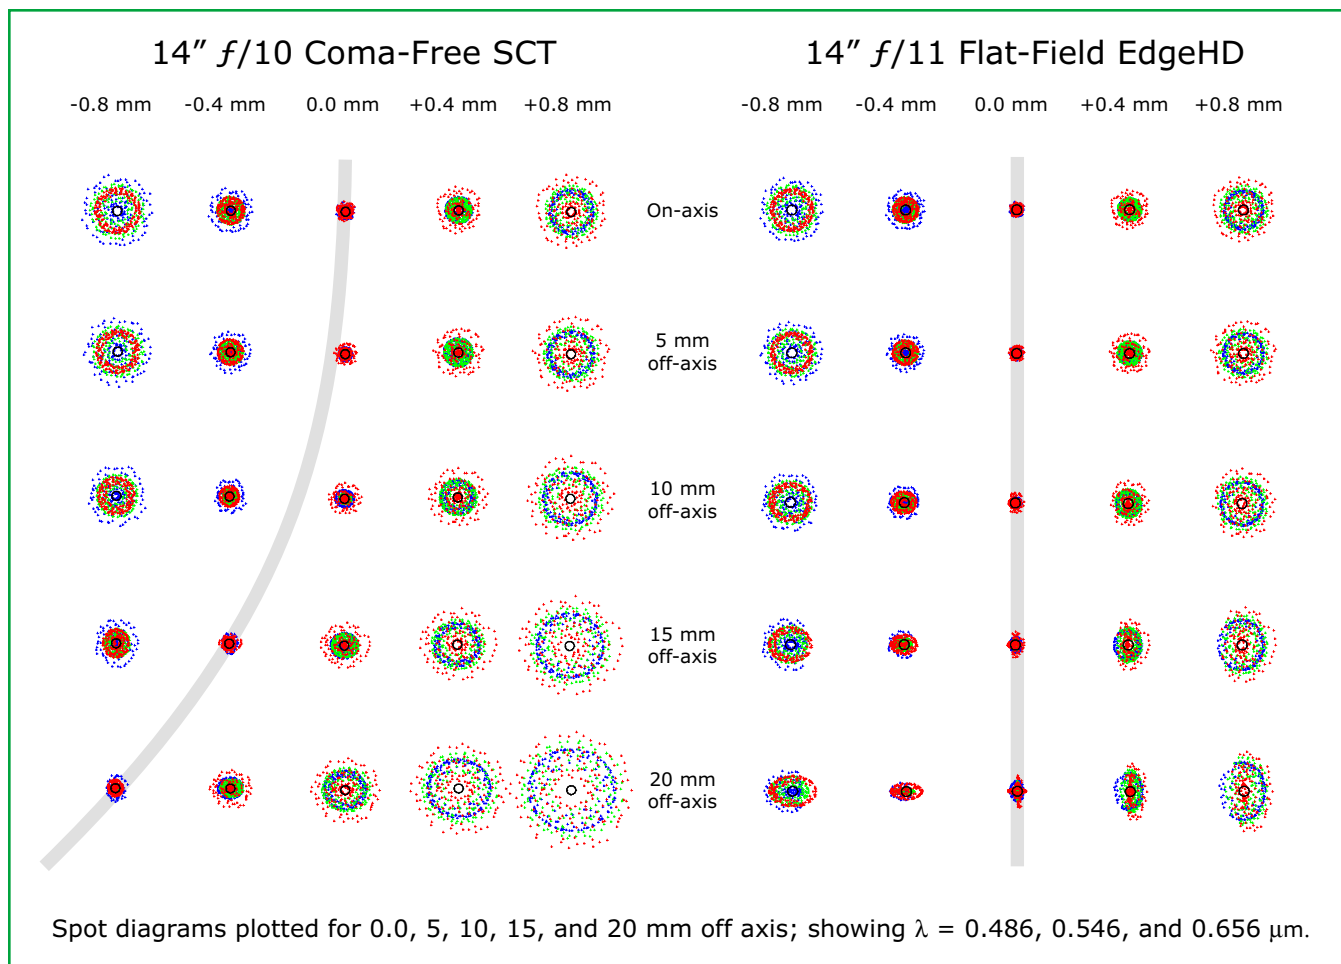 14” ƒ/10 Coma-Free SCT
14” ƒ/11 Flat-Field EdgeHD
-0.8 mm -0.4 mm 0.0 mm +0.4 mm +0.8 mm
-0.8 mm -0.4 mm 0.0 mm +0.4 mm +0.8 mm
On-axis
5 mm
off-axis
10 mm
off-axis
15 mm
off-axis
20 mm
off-axis
Spot diagrams plotted for 0.0, 5, 10, 15, and 20 mm off axis; showing λ = 0.486, 0.546, and 0.656 μm.